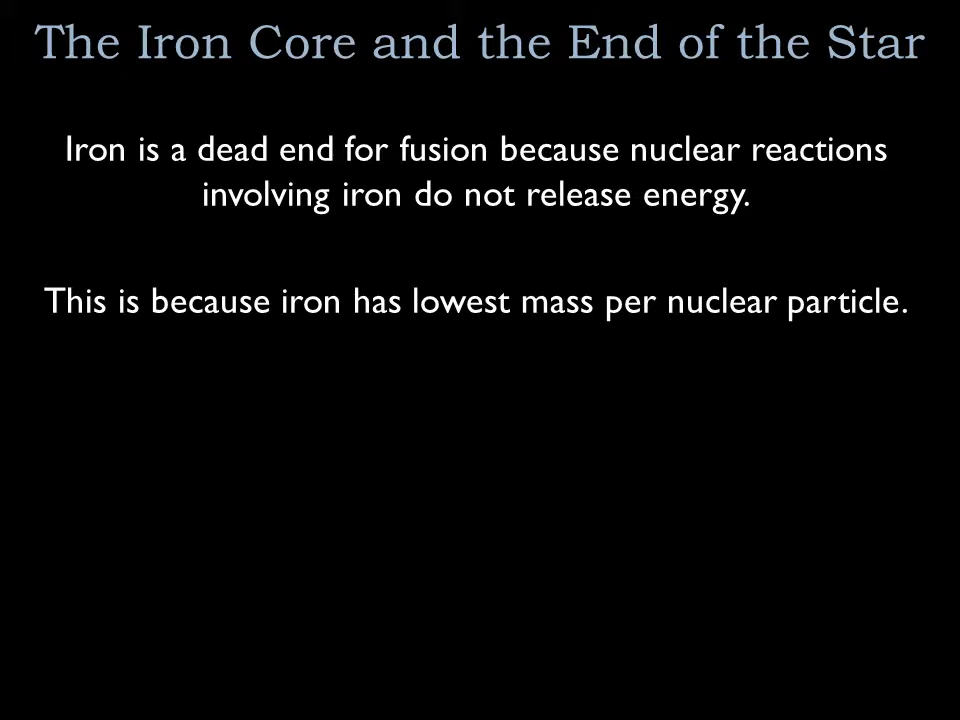 The Iron Core and the End of the Star
Iron is a dead end for fusion because nuclear reactions
involving iron do not release energy.
This is because iron has lowest mass per nuclear particle.